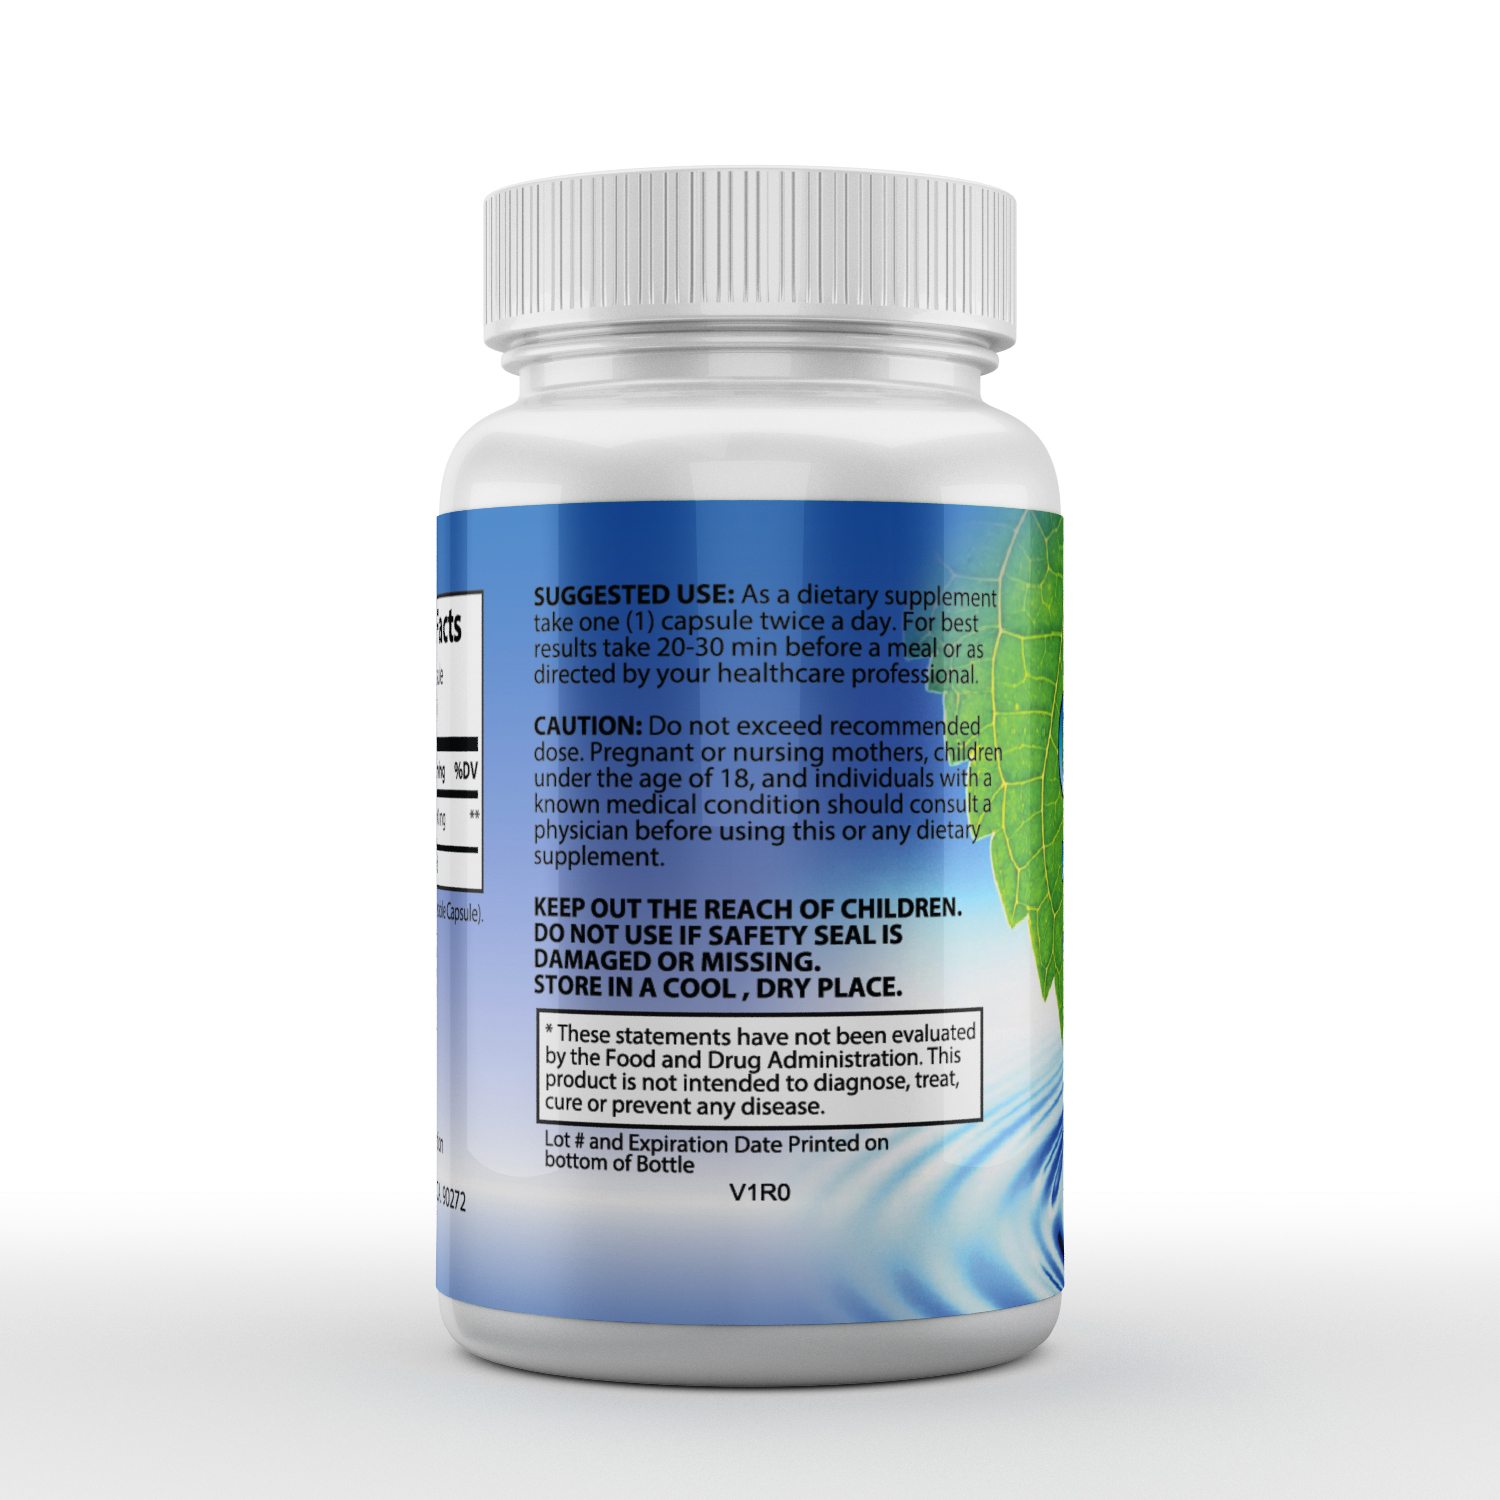 Facts
%DV
**
Capsule).
90272
SUGGESTED USE: As a dietary supplement
take one (1) capsule twice a day. For best
results take 20-30 min before a meal or as
directed by your healthcare professional.
CAUTION: Do not exceed recommended
dose. Pregnant or nursing mothers, children
under the age of 18, and individuals with a
known medical condition should consult a
physician before using this or any dietary
supplement.
KEEP OUT THE REACH OF CHILDREN.
DO NOT USE IF SAFETY SEAL IS
DAMAGED OR MISSING.
STORE IN A COOL , DRY PLACE.
* These statements have not been evaluated
by the Food and Drug Administration. This
product is not intended to diagnose, treat,
cure or prevent any disease.
Lot # and Expiration Date Printed on
bottom of Bottle
V1R0